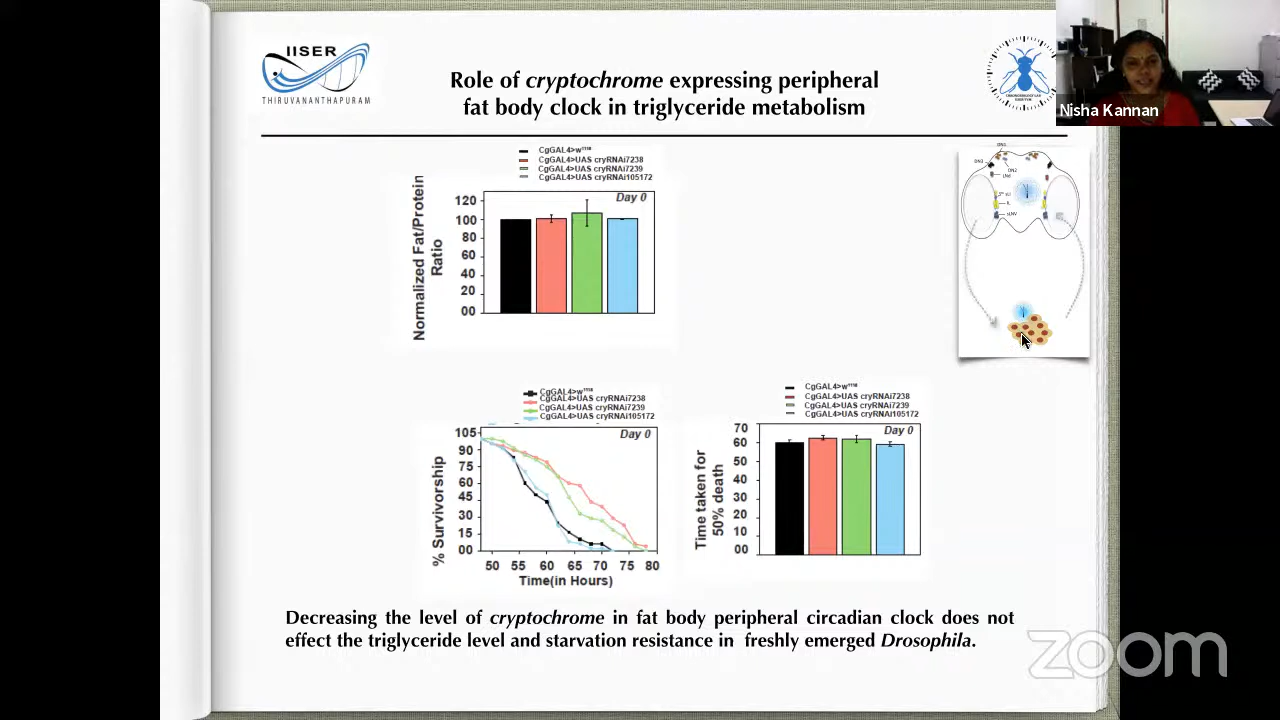 IISER
THIRUVANANTHAPURAM
Role of cryptochrome expressing peripheral
fat body clock in triglyceride metabolism
Nisha Kannan
CgGAL4>w1118
CgGAL4>UAS cryRNAi7238
CgGAL4>UAS cryRNAi7239
CgGAL4>UAS cryRNAi105172
Day 0
Normalized Fat/Protein
Ratio
120
100
80
60
40
20
00
DN1
DN3
DN2
LNd
sLNV
CgGAL4>w1118
CgGAL4>UAS cryRNAi7238
CgGAL4>UAS cryRNAi7239
CgGAL4>UAS cryRNAi105172
Day 0
% Survivorship
105
90
75
60
45
30
15
00
50 55 60 65 70 75 80
Time(in Hours)
CgGAL4>w1118
CgGAL4>UAS cryRNAi7238
CgGAL4>UAS cryRNAi7239
CgGAL4>UAS cryRNAi105172
Day 0
Time taken for
50% death
70
60
50
40
30
20
10
00
Decreasing the level of cryptochrome in fat body peripheral circadian clock does not
effect the triglyceride level and starvation resistance in freshly emerged Drosophila.
zoom